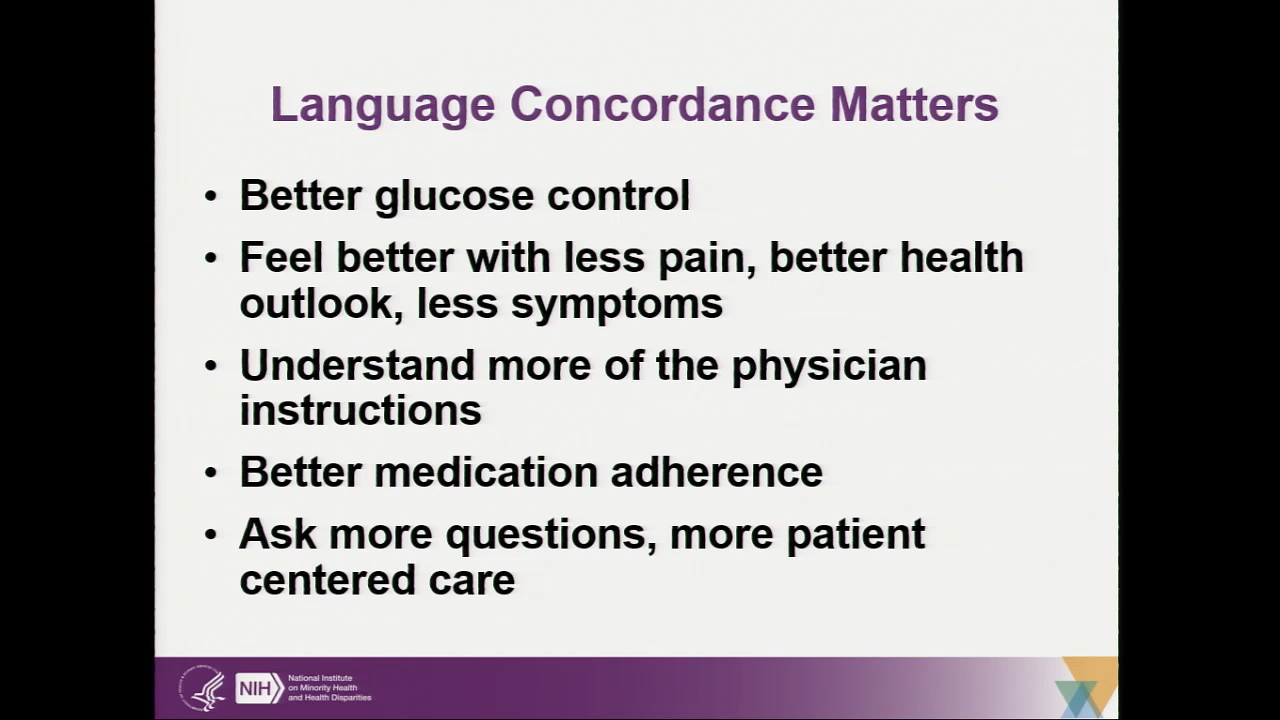 Language Concordance Matters
• Better glucose control
• Feel better with less pain, better health
outlook, less symptoms
• Understand more of the physician
instructions
• Better medication adherence
• Ask more questions, more patient
centered care
NIH
National Institute
on Minority Health
and Health Disparities